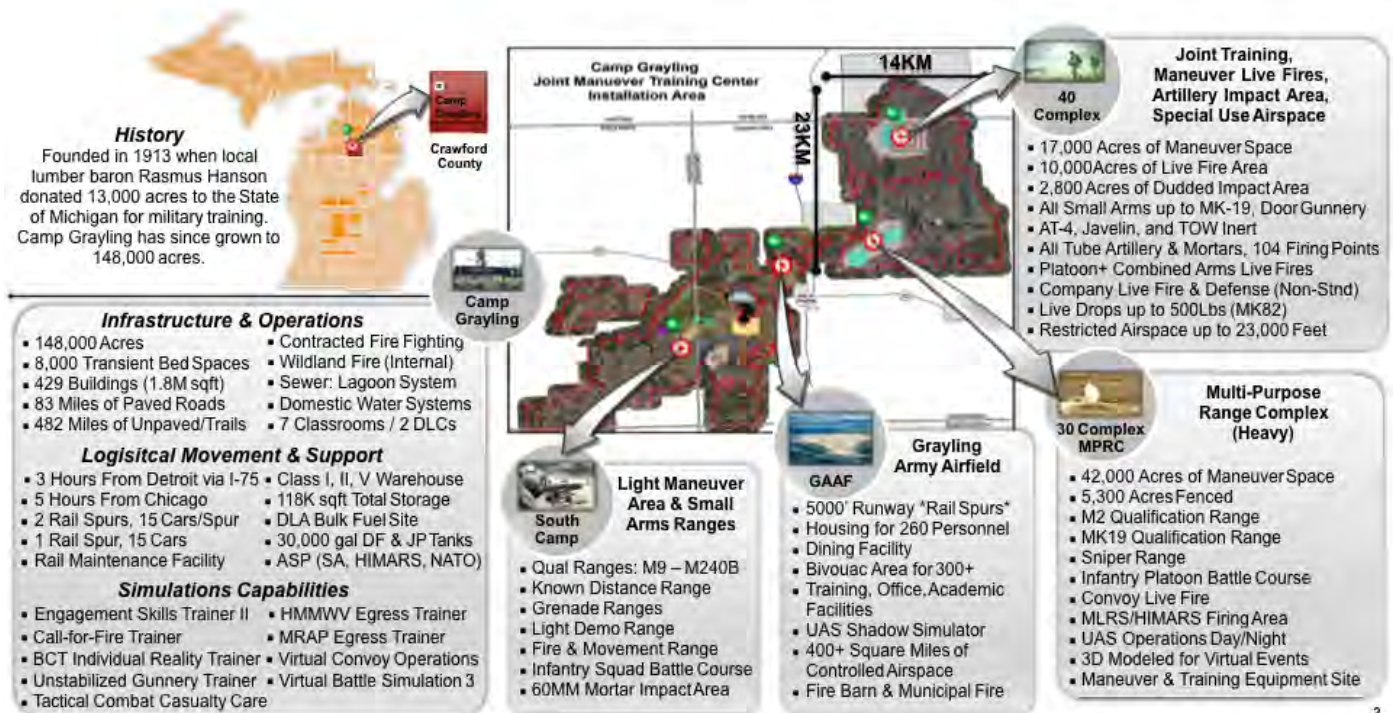 History
Founded in 1913 when local
lumber baron Rasmus Hanson
donated 13,000 acres to the State
of Michigan for military training.
Camp Grayling has since grown to
148,000 acres.
Camp
Crawford
County
Camp Grayling
Joint Manuever Training Center
Installation Area
14KM
23KM
40
Complex
Joint Training,
Maneuver Live Fires,
Artillery Impact Area,
Special Use Airspace
▪ 17,000 Acres of Maneuver Space
▪ 10,000Acres of Live Fire Area
▪ 2,800 Acres of Dudded Impact Area
▪ All Small Arms up to MK-19, Door Gunnery
▪ AT-4, Javelin, and TOW Inert
▪ All Tube Artillery & Mortars, 104 Firing Points
▪ Platoon+ Combined Arms Live Fires
▪ Company Live Fire & Defense (Non-Stnd)
▪ Live Drops up to 500Lbs (MK82)
▪ Restricted Airspace up to 23,000 Feet
Camp
Grayling
Infrastructure & Operations
▪ 148,000 Acres
▪ 8,000 Transient Bed Spaces
▪ 429 Buildings (1.8M sqft)
▪ 83 Miles of Paved Roads
▪ 482 Miles of Unpaved/Trails
▪ Contracted Fire Fighting
▪ Wildland Fire (Internal)
▪ Sewer: Lagoon System
▪ Domestic Water Systems
▪ 7 Classrooms / 2 DLCs
Logisitcal Movement & Support
▪ 3 Hours From Detroit via I-75
▪ 5 Hours From Chicago
▪ 2 Rail Spurs, 15 Cars/Spur
▪ 1 Rail Spur, 15 Cars
▪ Rail Maintenance Facility
▪ Class I, II, V Warehouse
▪ 118K sqft Total Storage
▪ DLA Bulk Fuel Site
▪ 30,000 gal DF & JP Tanks
▪ ASP (SA, HIMARS, NATO)
Simulations Capabilities
▪ Engagement Skills Trainer II
▪ Call-for-Fire Trainer
▪ BCT Individual Reality Trainer
▪ Unstabilized Gunnery Trainer
▪ Tactical Combat Casualty Care
▪ HMMWV Egress Trainer
▪ MRAP Egress Trainer
▪ Virtual Convoy Operations
▪ Virtual Battle Simulation 3
South
Camp
Light Maneuver
Area & Small
Arms Ranges
▪ Qual Ranges: M9 – M240B
▪ Known Distance Range
▪ Grenade Ranges
▪ Light Demo Range
▪ Fire & Movement Range
▪ Infantry Squad Battle Course
▪ 60MM Mortar Impact Area
GAAF
Grayling
Army Airfield
▪ 5000' Runway *Rail Spurs*
▪ Housing for 260 Personnel
▪ Dining Facility
▪ Bivouac Area for 300+
▪ Training, Office, Academic
Facilities
▪ UAS Shadow Simulator
▪ 400+ Square Miles of
Controlled Airspace
▪ Fire Barn & Municipal Fire
30 Complex
MPRC
Multi-Purpose
Range Complex
(Heavy)
▪ 42,000 Acres of Maneuver Space
▪ 5,300 Acres Fenced
▪ M2 Qualification Range
▪ MK19 Qualification Range
▪ Sniper Range
▪ Infantry Platoon Battle Course
▪ Convoy Live Fire
▪ MLRS/HIMARS Firing Area
▪ UAS Operations Day/Night
▪ 3D Modeled for Virtual Events
▪ Maneuver & Training Equipment Site